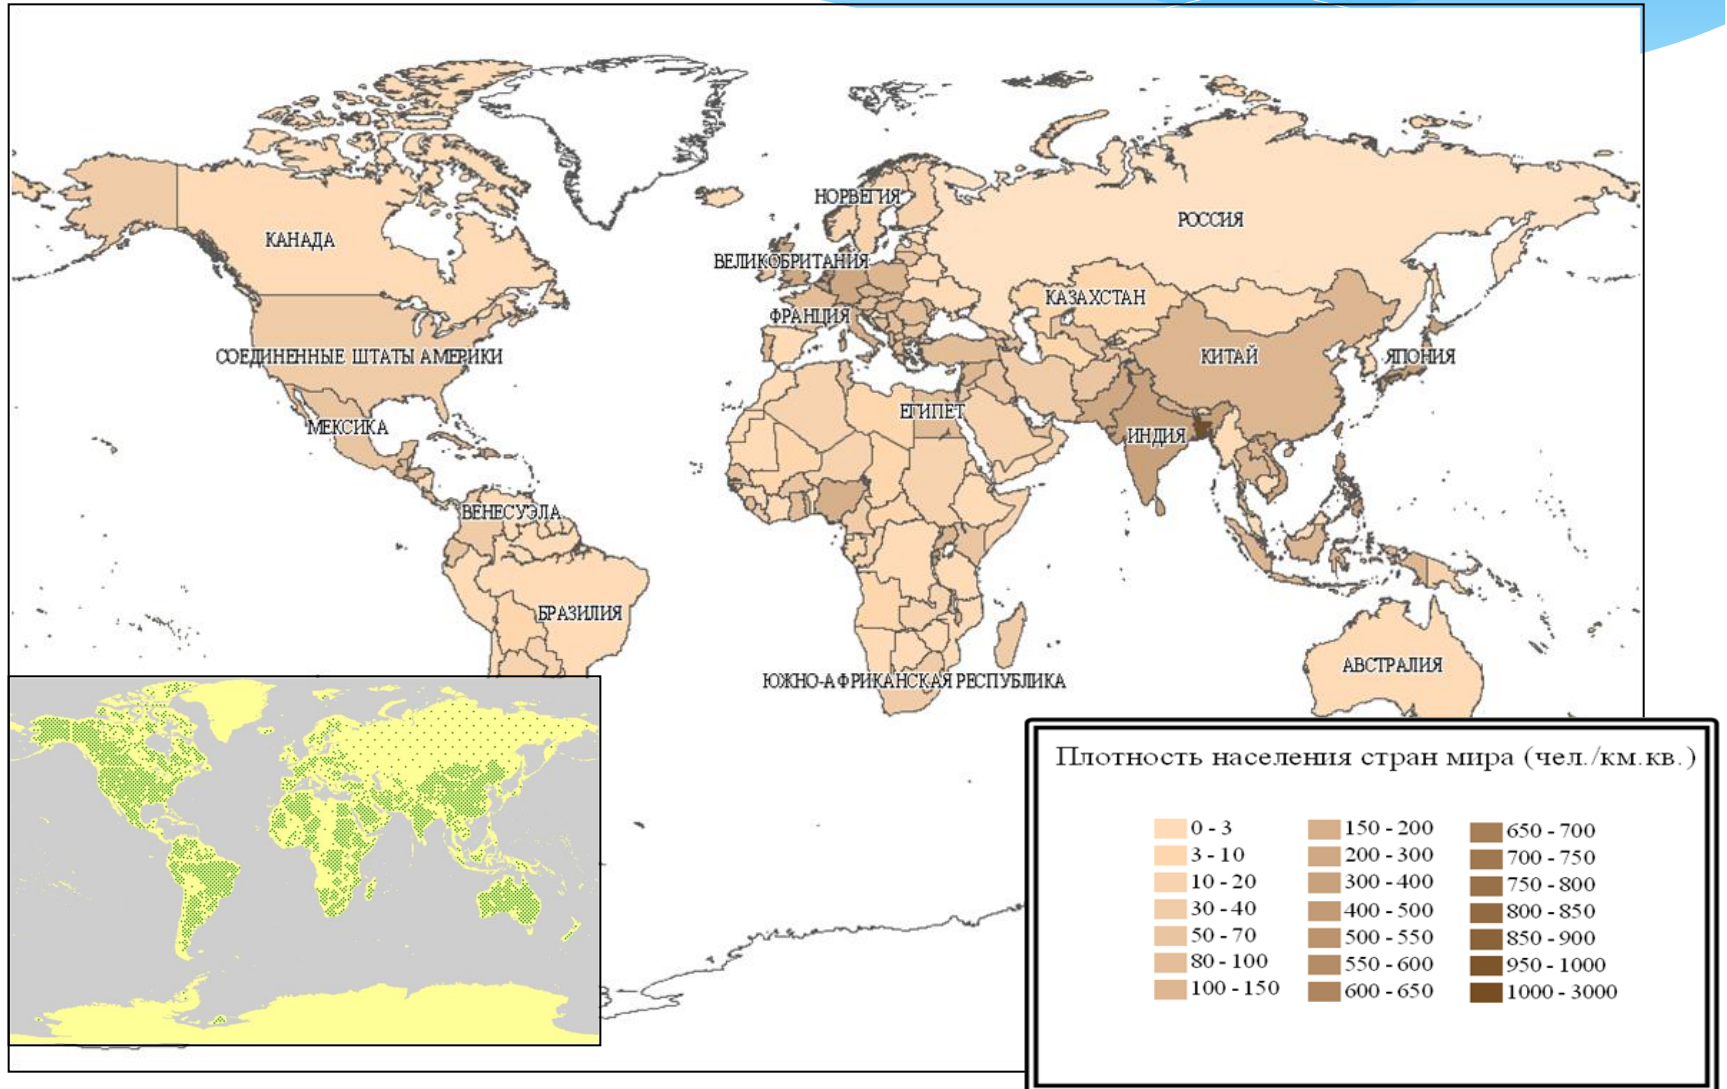 НОРВЕГИЯ
РОССИЯ
КАНАДА
ВЕЛИКОБРИТАНИЯ
КАЗАХСТАН
ФРАНЦИЯ
СОЕДИНЕННЫЕ ШТАТЫ АМЕРИКИ
КИТАЙ
ЯПОНИЯ
ЕГИПЕТ
МЕКСИКА
ИНДИЯ
ВЕНЕСУЭЛА
БРАЗИЛИЯ
АВСТРАЛИЯ
ЮЖНО-АФРИКАНСКАЯ РЕСПУБЛИКА
Плотность населения стран мира (чел./км.кв.)
0 - 3
3 - 10
10 - 20
30 - 40
50 - 70
80 - 100
100 - 150
150 - 200
200 - 300
300 - 400
400 - 500
500 - 550
550 - 600
600 - 650
650 - 700
700 - 750
750 - 800
800 - 850
850 - 900
950 - 1000
1000 - 3000